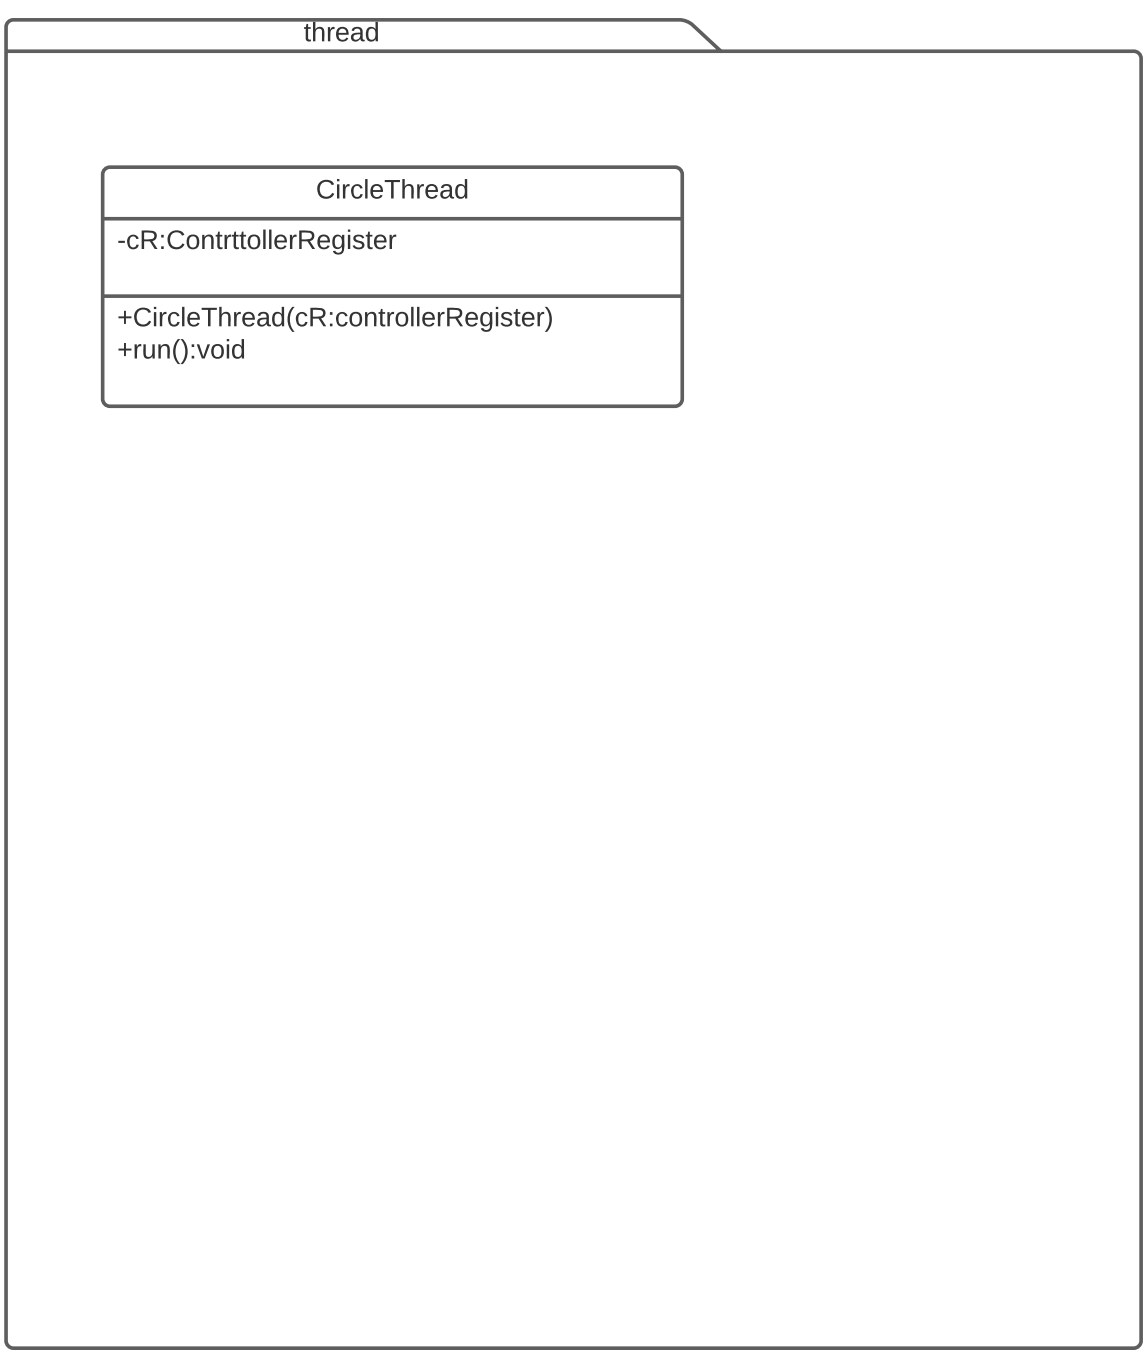 thread
CircleThread
-cR:ContrttollerRegister
+CircleThread(cR:controllerRegister)
+run():void